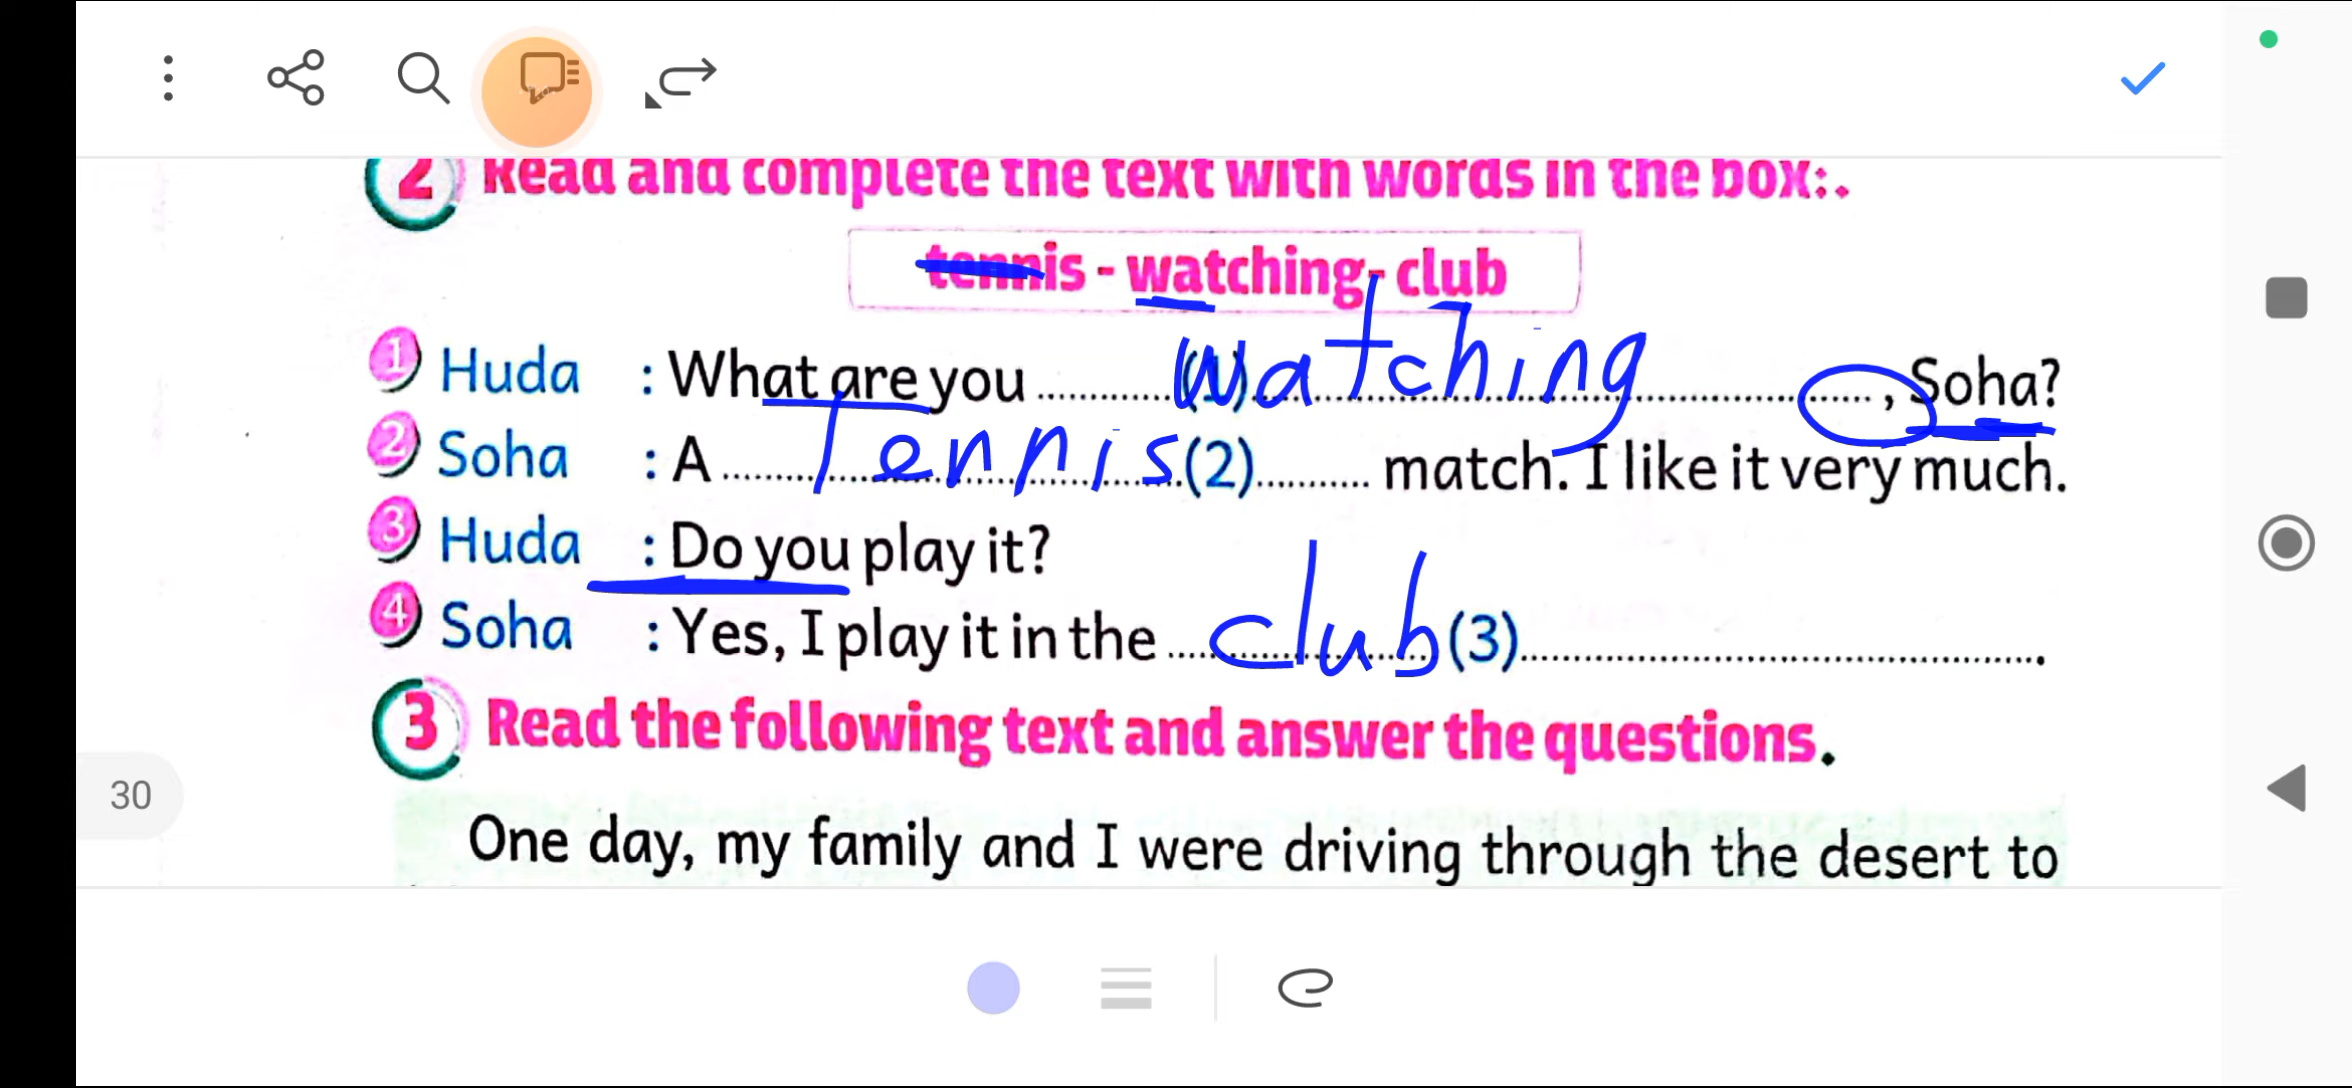 2 Read and complete the text with words in the box:.
tennis - watching - club
1 Huda : What are you ............(1) watching ............ , Soha?
2 Soha : A ............ Tennis (2) ............ match. I like it very much.
3 Huda : Do you play it?
4 Soha : Yes, I play it in the ............ club (3) ............ .
3 Read the following text and answer the questions.
30
One day, my family and I were driving through the desert to